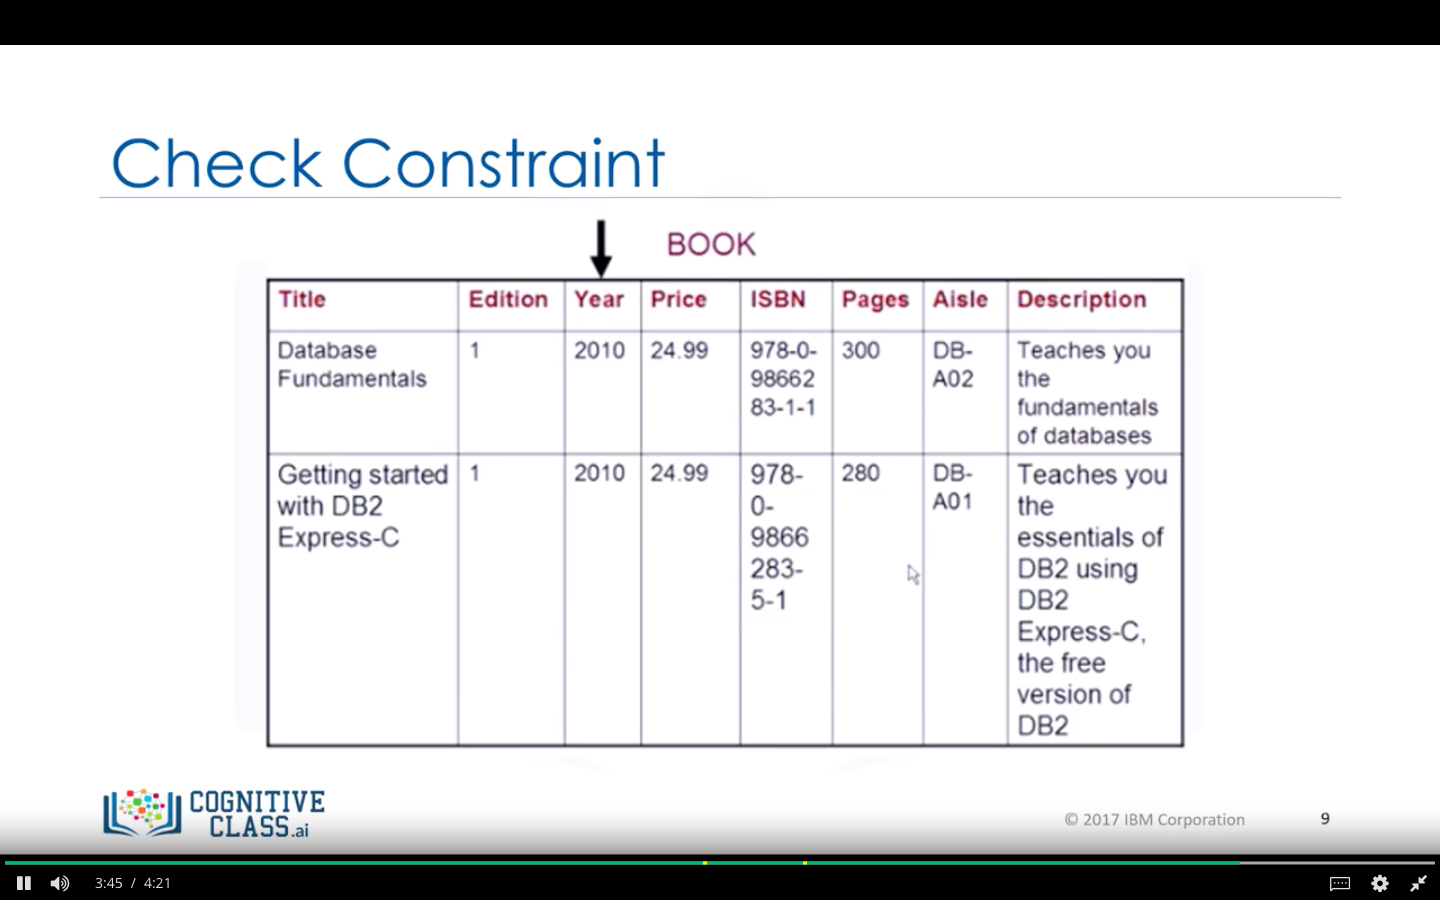 Check Constraint
BOOK
Title Edition Year Price ISBN Pages Aisle Description
Database 1 2010 24.99 978-0- 300 DB- Teaches you
Fundamentals 98662 A02 the
83-1-1 fundamentals
of databases
Getting started 1 2010 24.99 978- 280 DB- Teaches you
with DB2 0- A01 the
Express-C 9866 essentials of
283- DB2 using
5-1 DB2
Express-C,
the free
version of
DB2
COGNITIVE
CLASS.ai
© 2017 IBM Corporation 9
3:45 / 4:21